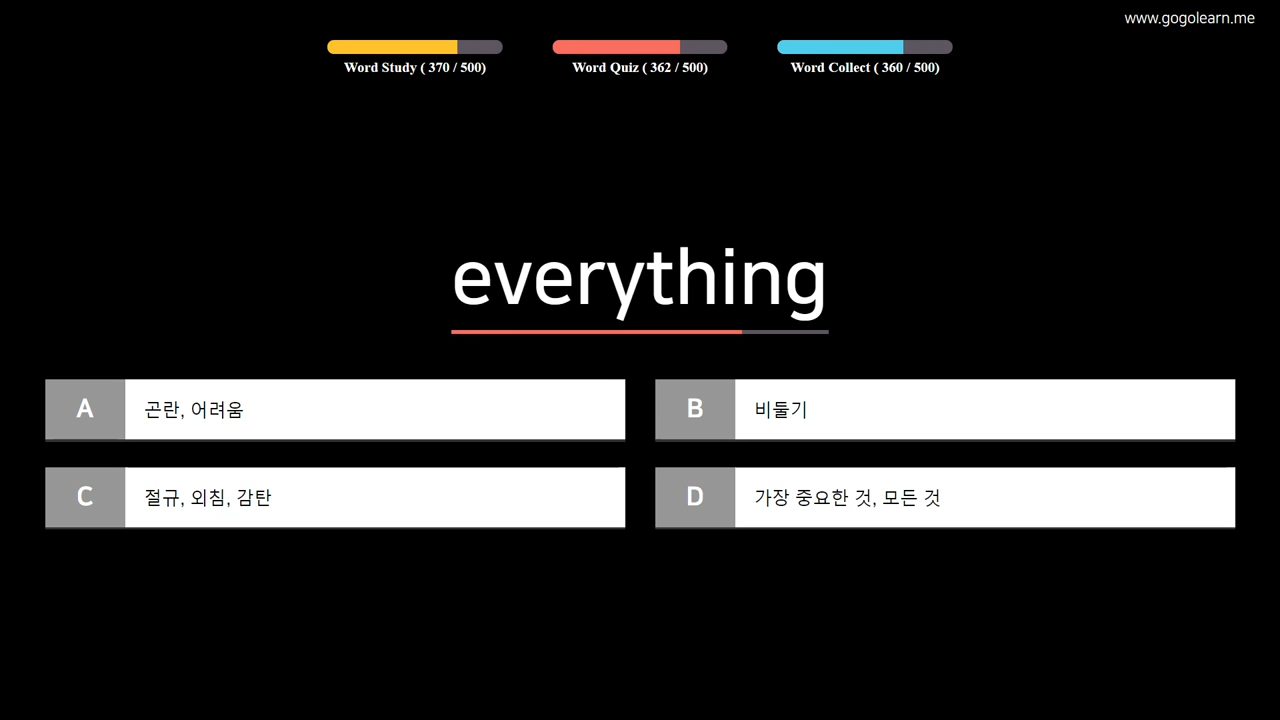 www.gogolearn.me
Word Study ( 370 / 500)
Word Quiz ( 362 / 500)
Word Collect ( 360 / 500)
everything
A 곤란, 어려움
B 비둘기
C 절규, 외침, 감탄
D 가장 중요한 것, 모든 것